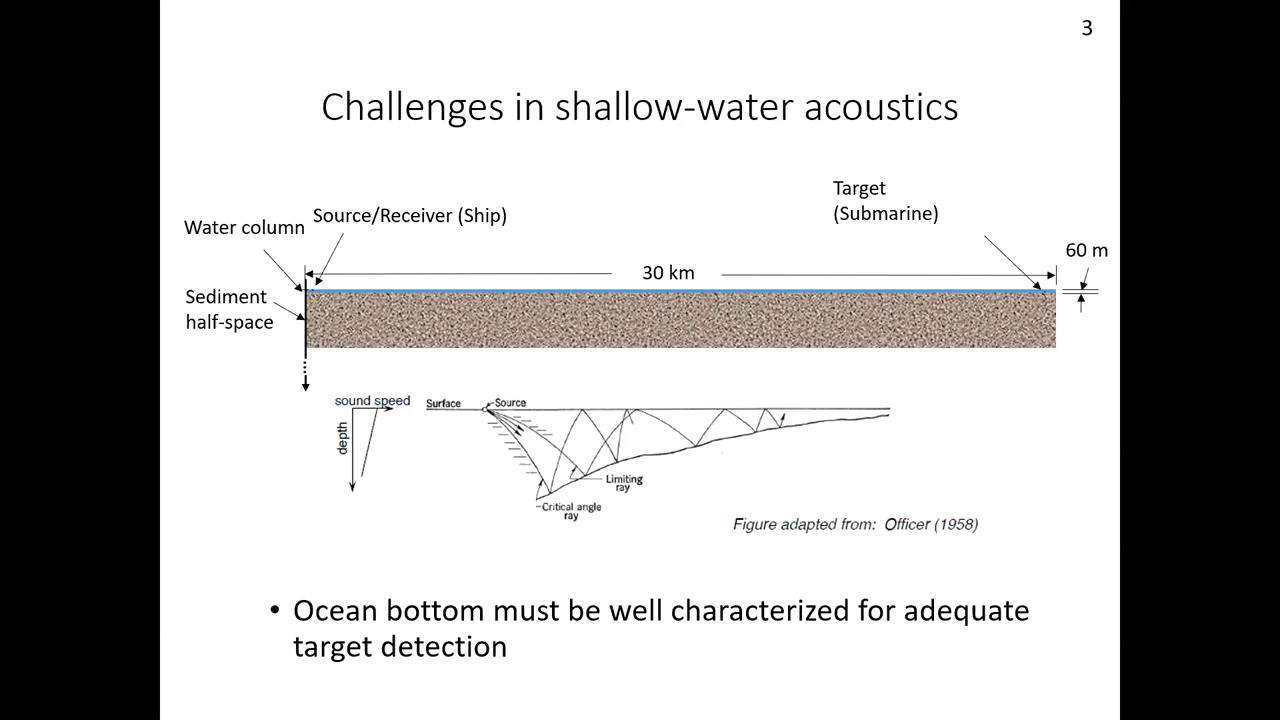 3
Challenges in shallow-water acoustics
Target
(Submarine)
Source/Receiver (Ship)
Water column
60 m
30 km
Sediment
half-space
sound speed
depth
Surface
Source
Limiting
ray
Critical angle
ray
Figure adapted from: Officer (1958)
• Ocean bottom must be well characterized for adequate
target detection